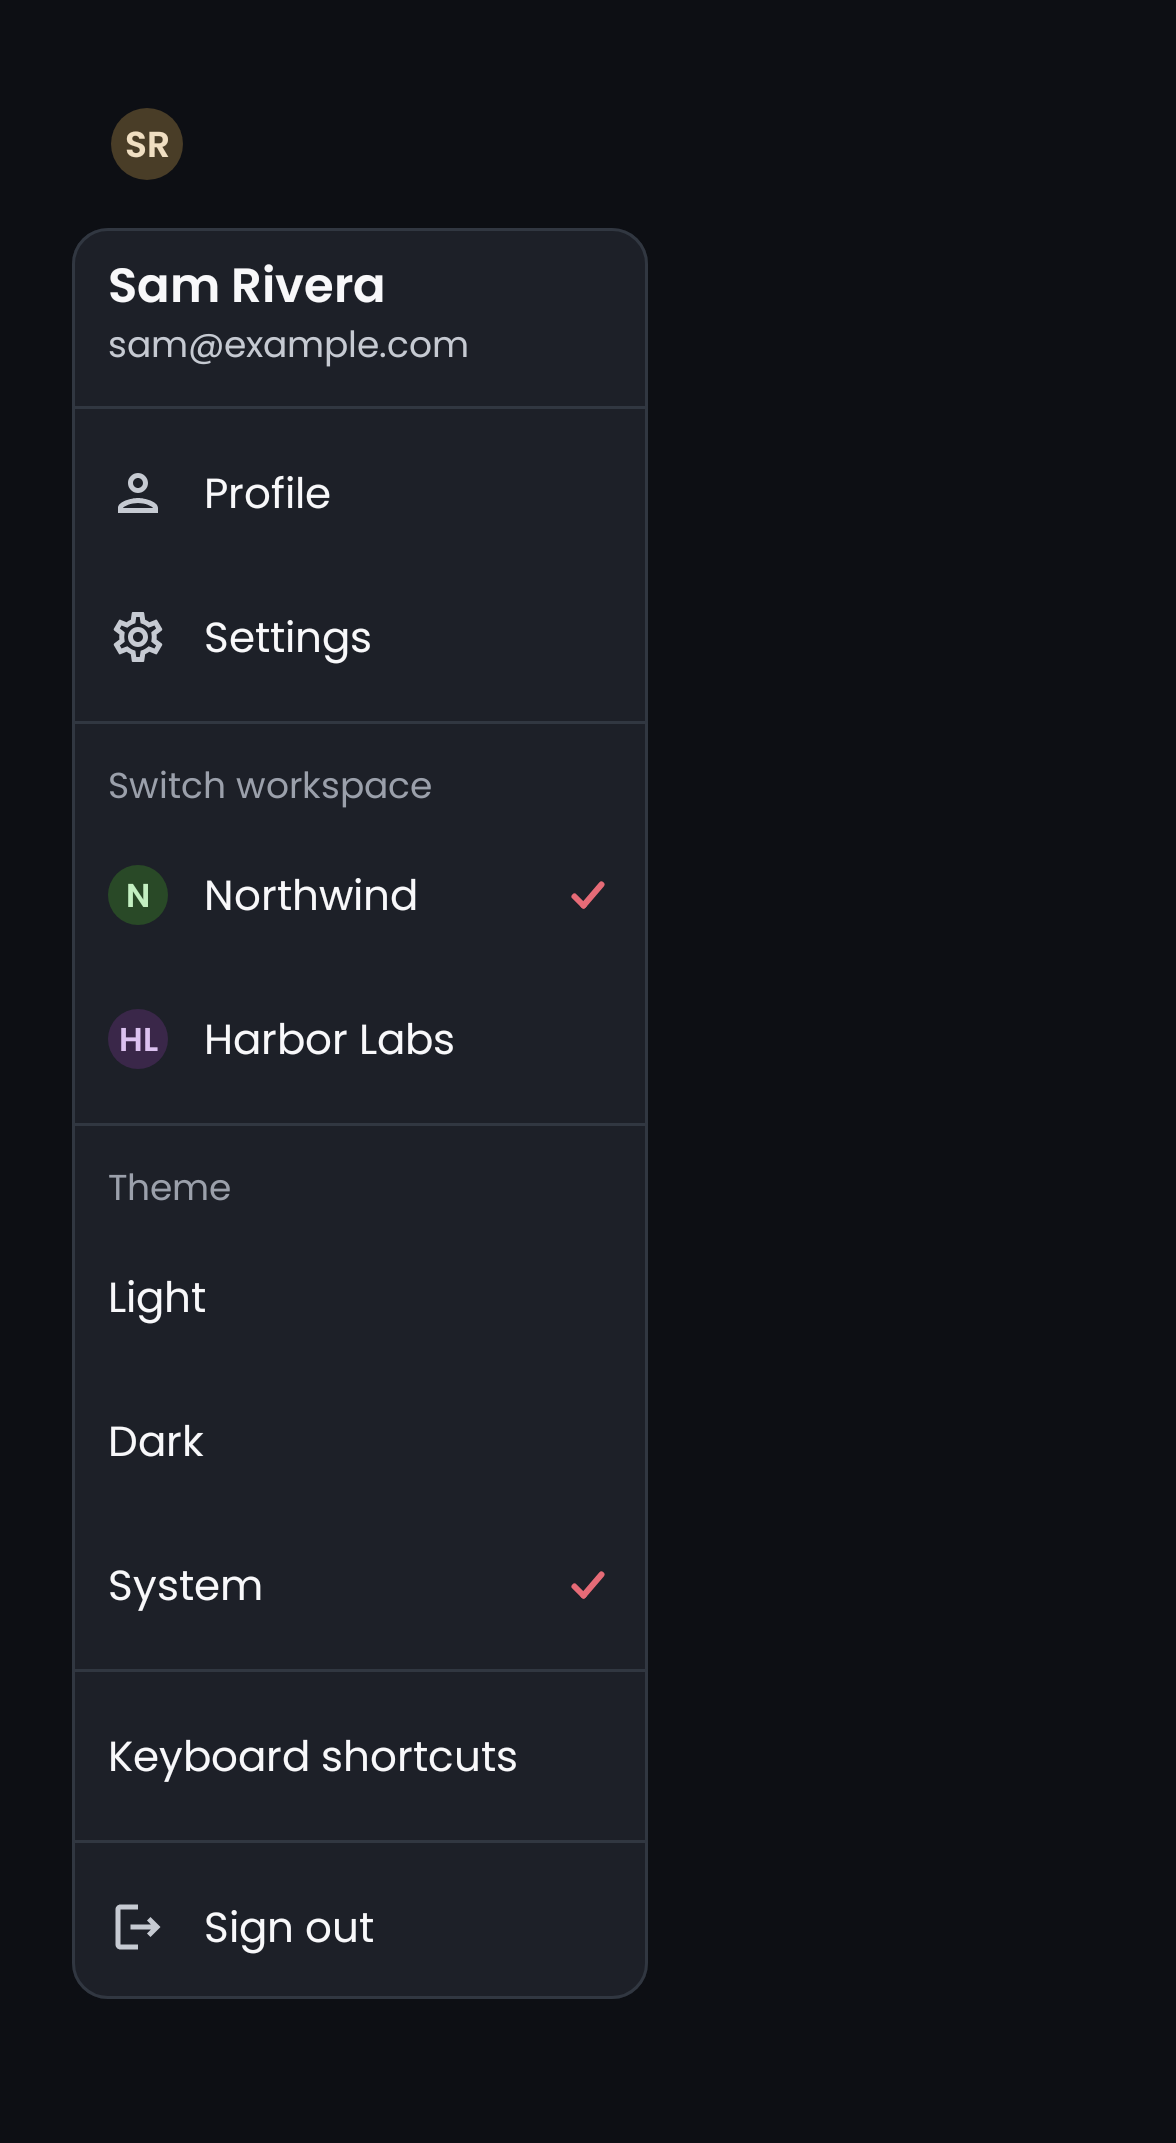 SR
Sam Rivera
sam@example.com
Profile
Settings
Switch workspace
N Northwind
HL Harbor Labs
Theme
Light
Dark
System
Keyboard shortcuts
Sign out